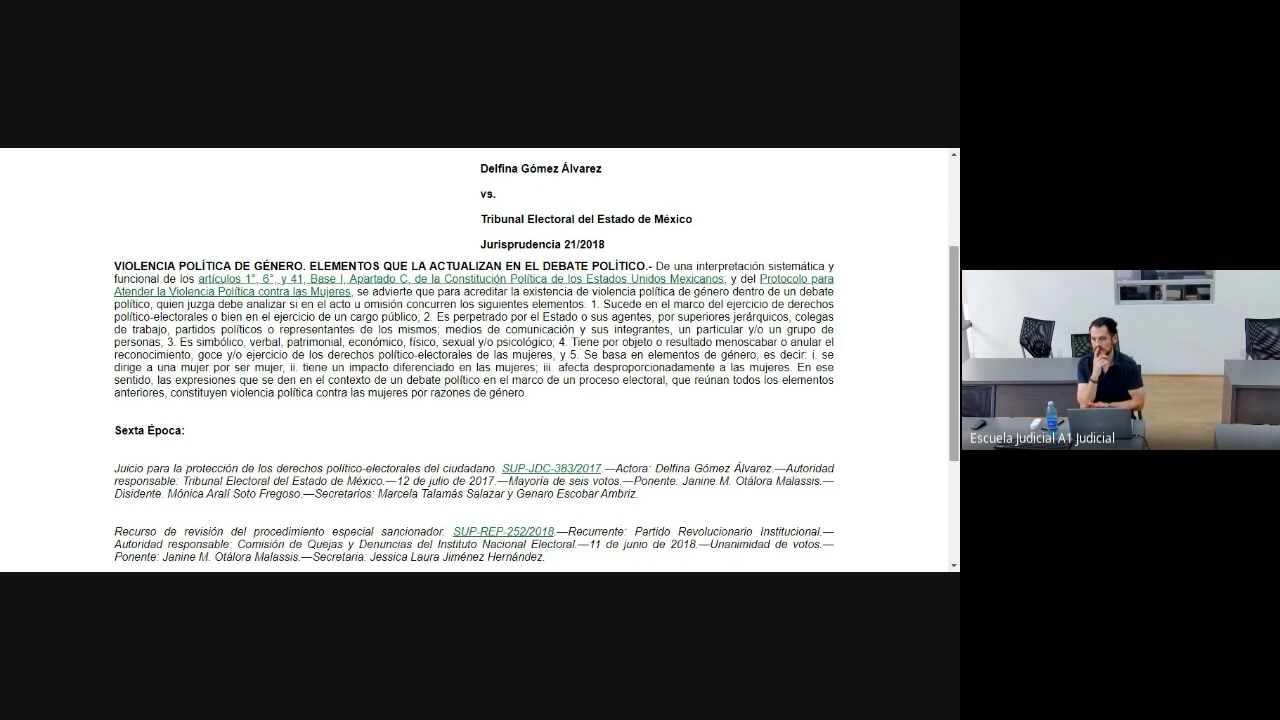 Delfina Gómez Álvarez
vs.
Tribunal Electoral del Estado de México
Jurisprudencia 21/2018
VIOLENCIA POLÍTICA DE GÉNERO. ELEMENTOS QUE LA ACTUALIZAN EN EL DEBATE POLÍTICO.- De una interpretación sistemática y
funcional de los artículos 1°, 6°, y 41, Base I, Apartado C, de la Constitución Política de los Estados Unidos Mexicanos; y del Protocolo para
Atender la Violencia Política contra las Mujeres, se advierte que para acreditar la existencia de violencia política de género dentro de un debate
político, quien juzga debe analizar si en el acto u omisión concurren los siguientes elementos: 1. Sucede en el marco del ejercicio de derechos
político-electorales o bien en el ejercicio de un cargo público; 2. Es perpetrado por el Estado o sus agentes, por superiores jerárquicos, colegas
de trabajo, partidos políticos o representantes de los mismos; medios de comunicación y sus integrantes, un particular y/o un grupo de
personas; 3. Es simbólico, verbal, patrimonial, económico, físico, sexual y/o psicológico; 4. Tiene por objeto o resultado menoscabar o anular el
reconocimiento, goce y/o ejercicio de los derechos político-electorales de las mujeres, y 5. Se basa en elementos de género, es decir: i. se
dirige a una mujer por ser mujer, ii. tiene un impacto diferenciado en las mujeres; iii. afecta desproporcionadamente a las mujeres. En ese
sentido, las expresiones que se den en el contexto de un debate político en el marco de un proceso electoral, que reúnan todos los elementos
anteriores, constituyen violencia política contra las mujeres por razones de género.
Sexta Época:
Juicio para la protección de los derechos político-electorales del ciudadano. SUP-JDC-383/2017.—Actora: Delfina Gómez Álvarez.—Autoridad
responsable: Tribunal Electoral del Estado de México.—12 de julio de 2017.—Mayoría de seis votos.—Ponente: Janine M. Otálora Malassis.—
Disidente. Mónica Aralí Soto Fregoso.—Secretarios: Marcela Talamás Salazar y Genaro Escobar Ambriz.
Recurso de revisión del procedimiento especial sancionador. SUP-REP-252/2018.—Recurrente: Partido Revolucionario Institucional.—
Autoridad responsable: Comisión de Quejas y Denuncias del Instituto Nacional Electoral.—11 de junio de 2018.—Unanimidad de votos.—
Ponente: Janine M. Otálora Malassis.—Secretaria: Jessica Laura Jiménez Hernández.
Escuela Judicial A1 Judicial